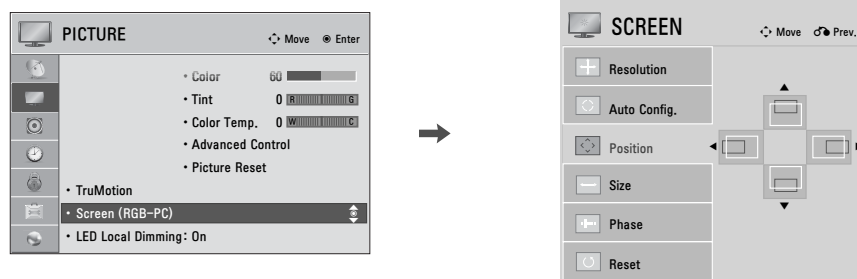 PICTURE
Move Enter
• Color 60
• Tint 0 R G
• Color Temp. 0 W C
• Advanced Control
• Picture Reset
• TruMotion
• Screen (RGB-PC)
• LED Local Dimming: On
SCREEN
Move Prev.
Resolution
Auto Config.
Position
Size
Phase
Reset